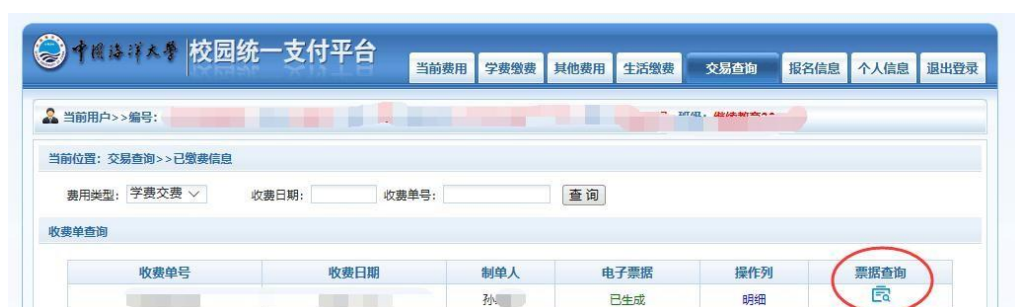 中国海洋大学 校园统一支付平台
当前费用 学费缴费 其他费用 生活缴费 交易查询 报名信息 个人信息 退出登录
当前用户>>编号:
当前位置：交易查询>>已缴费信息
费用类型: 学费交费 收费日期: 收费单号: 查询
收费单查询
收费单号 收费日期 制单人 电子票据 操作列 票据查询
孙 已生成 明细